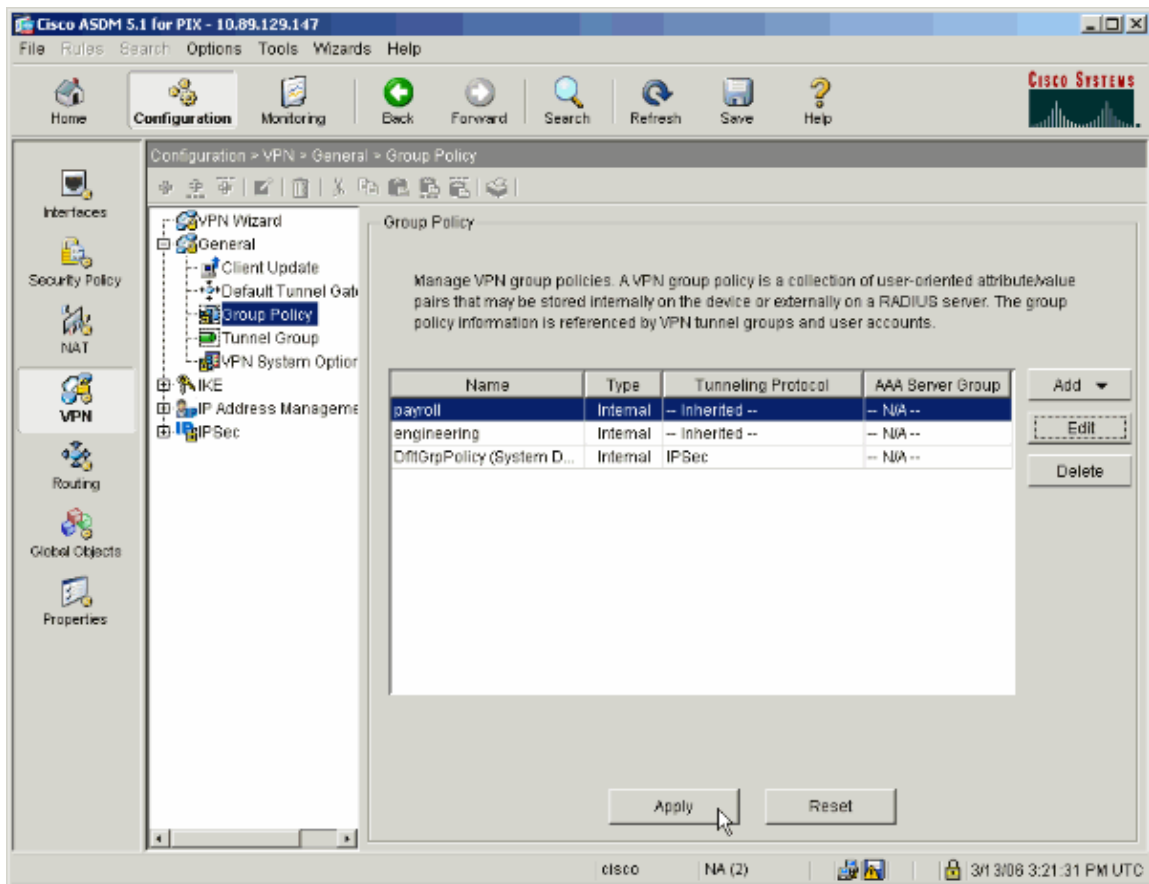 Cisco ASDM 5.1 for PIX - 10.89.129.147
File Rules Search Options Tools Wizards Help
Home Configuration Monitoring Back Forward Search Refresh Save Help
CISCO SYSTEMS
Configuration > VPN > General > Group Policy
Interfaces
Security Policy
NAT
VPN
Routing
Global Objects
Properties
VPN Wizard
General
Client Update
Default Tunnel Gate
Group Policy
Tunnel Group
VPN System Option
IKE
IP Address Manageme
IPSec
Group Policy
Manage VPN group policies. A VPN group policy is a collection of user-oriented attribute/value
pairs that may be stored internally on the device or externally on a RADIUS server. The group
policy information is referenced by VPN tunnel groups and user accounts.
Name Type Tunneling Protocol AAA Server Group
payroll Internal -- Inherited -- -- N/A --
engineering Internal -- Inherited -- -- N/A --
DfltGrpPolicy (System D... Internal IPSec -- N/A --
Add
Edit
Delete
Apply Reset
cisco NA (2) 3/13/06 3:21:31 PM UTC